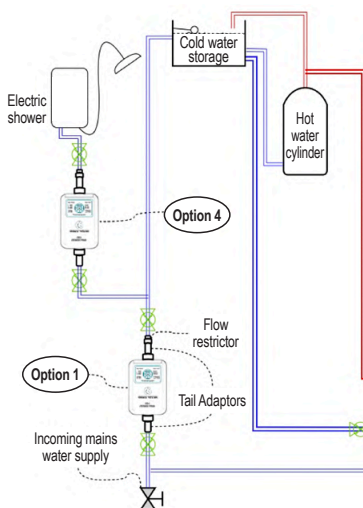 Cold water
storage
Electric
shower
Hot
water
cylinder
Option 4
Flow
restrictor
Option 1
Tail Adaptors
Incoming mains
water supply